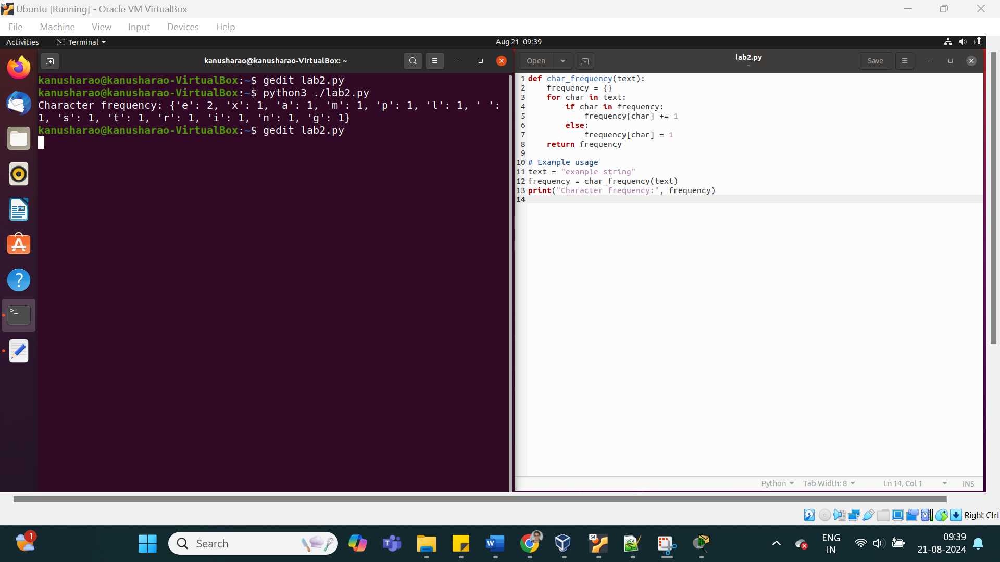 Ubuntu [Running] - Oracle VM VirtualBox
File Machine View Input Devices Help
Activities Terminal Aug 21 09:39
kanusharao@kanusharao-VirtualBox: ~
kanusharao@kanusharao-VirtualBox:~$ gedit lab2.py
kanusharao@kanusharao-VirtualBox:~$ python3 ./lab2.py
Character frequency: {'e': 2, 'x': 1, 'a': 1, 'm': 1, 'p': 1, 'l': 1, ' ':
1, 's': 1, 't': 1, 'r': 1, 'i': 1, 'n': 1, 'g': 1}
kanusharao@kanusharao-VirtualBox:~$ gedit lab2.py
Open lab2.py Save
~
1 def char_frequency(text):
2     frequency = {}
3     for char in text:
4         if char in frequency:
5             frequency[char] += 1
6         else:
7             frequency[char] = 1
8     return frequency
9
10 # Example usage
11 text = "example string"
12 frequency = char_frequency(text)
13 print("Character frequency:", frequency)
14
Python Tab Width: 8 Ln 14, Col 1 INS
Right Ctrl
1
Search
64
ENG
IN
09:39
21-08-2024